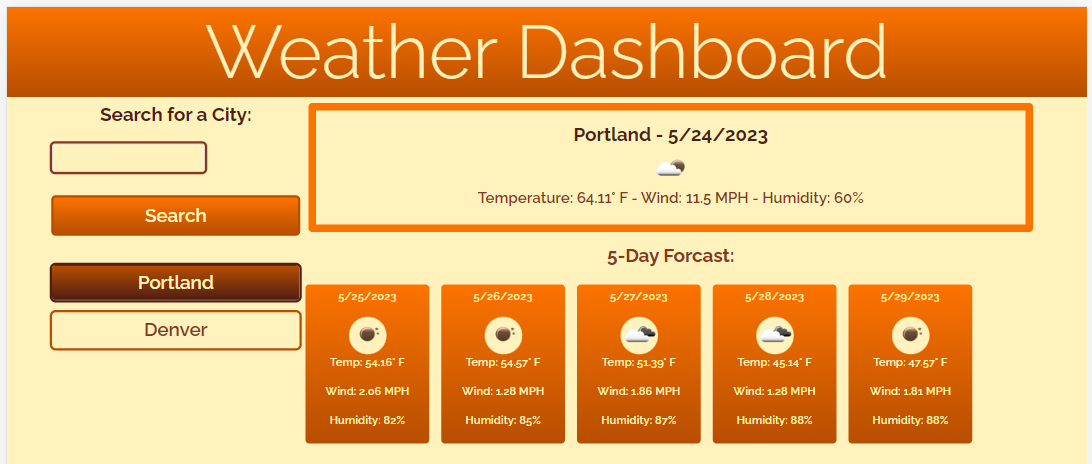 Weather Dashboard
Search for a City:
Search
Portland
Denver
Portland - 5/24/2023
Temperature: 64.11° F - Wind: 11.5 MPH - Humidity: 60%
5-Day Forcast:
5/25/2023
Temp: 54.16° F
Wind: 2.06 MPH
Humidity: 82%
5/26/2023
Temp: 54.57° F
Wind: 1.28 MPH
Humidity: 85%
5/27/2023
Temp: 51.39° F
Wind: 1.86 MPH
Humidity: 87%
5/28/2023
Temp: 45.14° F
Wind: 1.28 MPH
Humidity: 88%
5/29/2023
Temp: 47.57° F
Wind: 1.81 MPH
Humidity: 88%